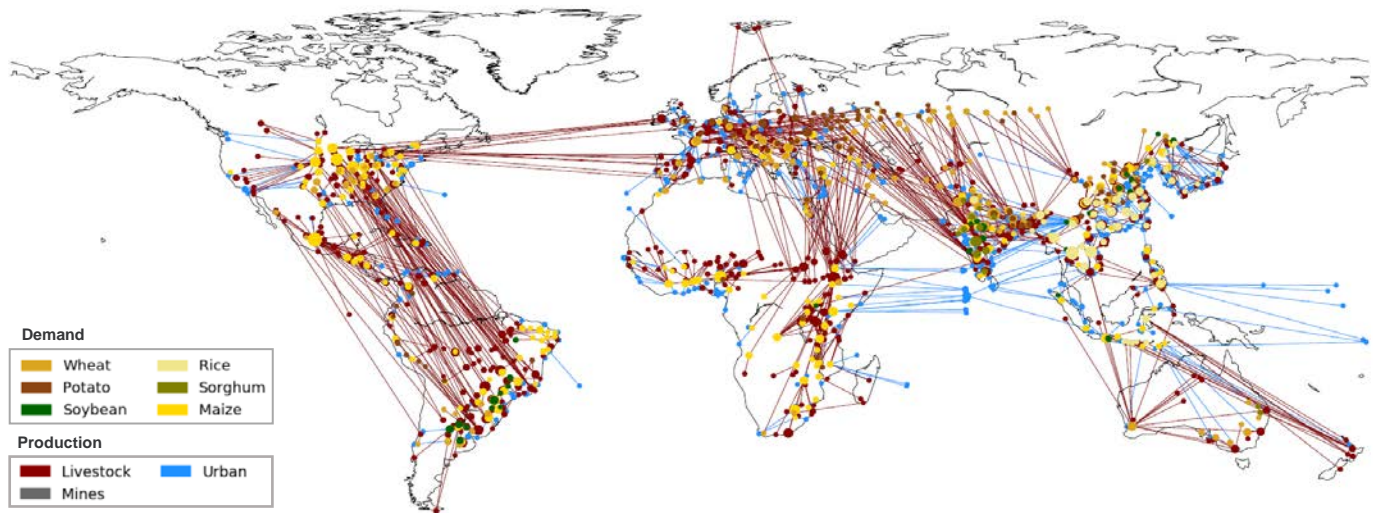 Demand
Wheat Rice
Potato Sorghum
Soybean Maize
Production
Livestock Urban
Mines